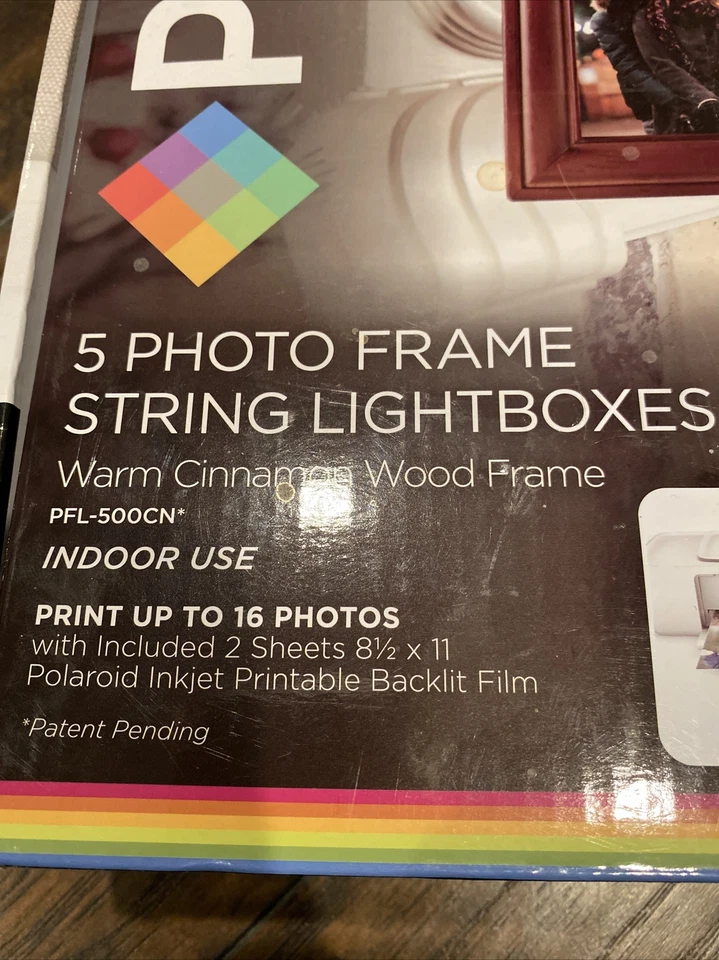 P
5 PHOTO FRAME
STRING LIGHTBOXES
Warm Cinnamon Wood Frame
PFL-500CN*
INDOOR USE
PRINT UP TO 16 PHOTOS
with Included 2 Sheets 8½ x 11
Polaroid Inkjet Printable Backlit Film
*Patent Pending